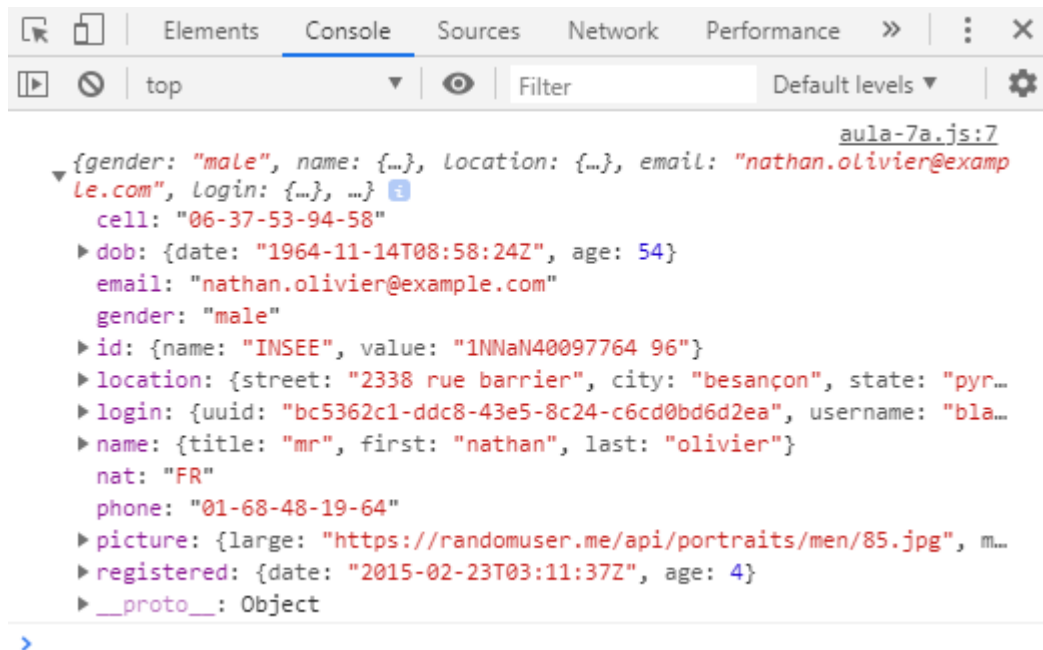 Elements Console Sources Network Performance »
top Filter Default levels
aula-7a.js:7
{gender: "male", name: {…}, location: {…}, email: "nathan.olivier@examp
le.com", login: {…}, …} i
cell: "06-37-53-94-58"
dob: {date: "1964-11-14T08:58:24Z", age: 54}
email: "nathan.olivier@example.com"
gender: "male"
id: {name: "INSEE", value: "1NNaN40097764 96"}
location: {street: "2338 rue barrier", city: "besançon", state: "pyr…
login: {uuid: "bc5362c1-ddc8-43e5-8c24-c6cd0bd6d2ea", username: "bla…
name: {title: "mr", first: "nathan", last: "olivier"}
nat: "FR"
phone: "01-68-48-19-64"
picture: {large: "https://randomuser.me/api/portraits/men/85.jpg", m…
registered: {date: "2015-02-23T03:11:37Z", age: 4}
__proto__: Object